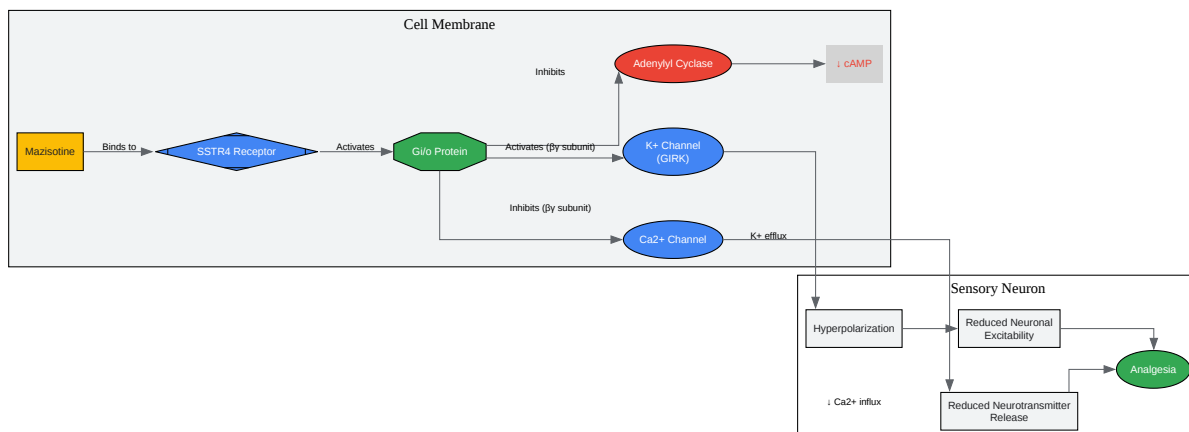 Cell Membrane
Adenylyl Cyclase
↓ cAMP
Inhibits
Mazisotine
Binds to
SSTR4 Receptor
Activates
Gi/o Protein
Activates (βγ subunit)
K+ Channel
(GIRK)
Inhibits (βγ subunit)
Ca2+ Channel
K+ efflux
Sensory Neuron
Hyperpolarization
Reduced Neuronal
Excitability
Analgesia
↓ Ca2+ influx
Reduced Neurotransmitter
Release